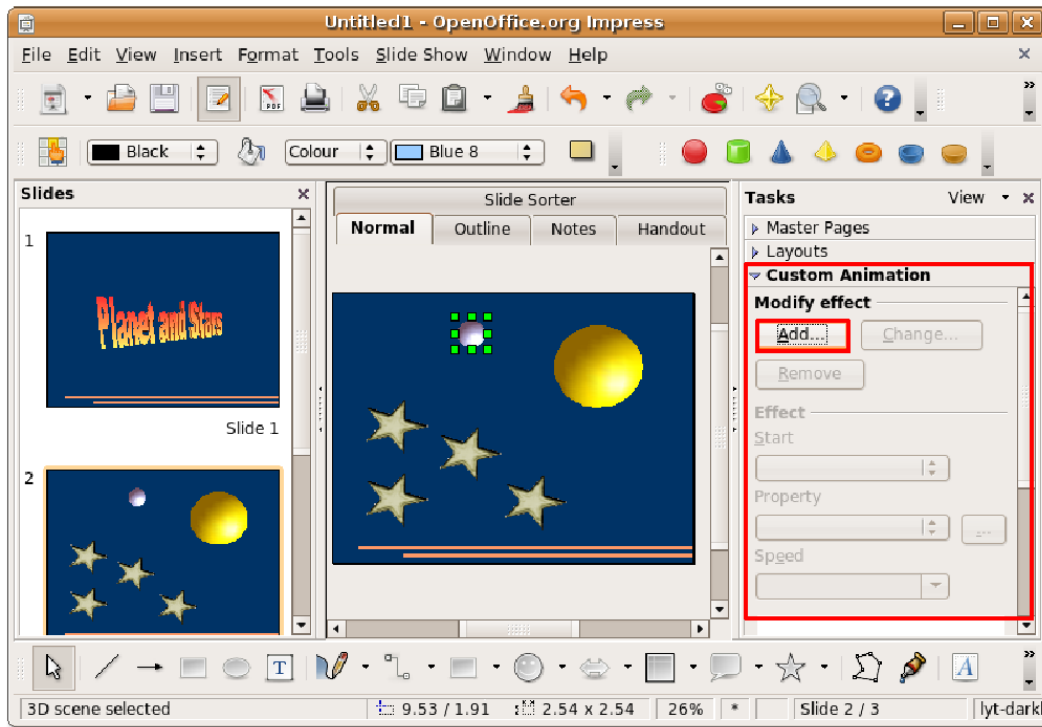 Untitled1 - OpenOffice.org Impress
File Edit View Insert Format Tools Slide Show Window Help
PDF
Black
Colour
Blue 8
Slides
1
Planet and Stars
Slide 1
2
Slide Sorter
Normal Outline Notes Handout
Tasks View
Master Pages
Layouts
Custom Animation
Modify effect
Add... Change...
Remove
Effect
Start
Property
...
Speed
T
A
3D scene selected 9.53 / 1.91 2.54 x 2.54 26% * Slide 2 / 3 lyt-darkl